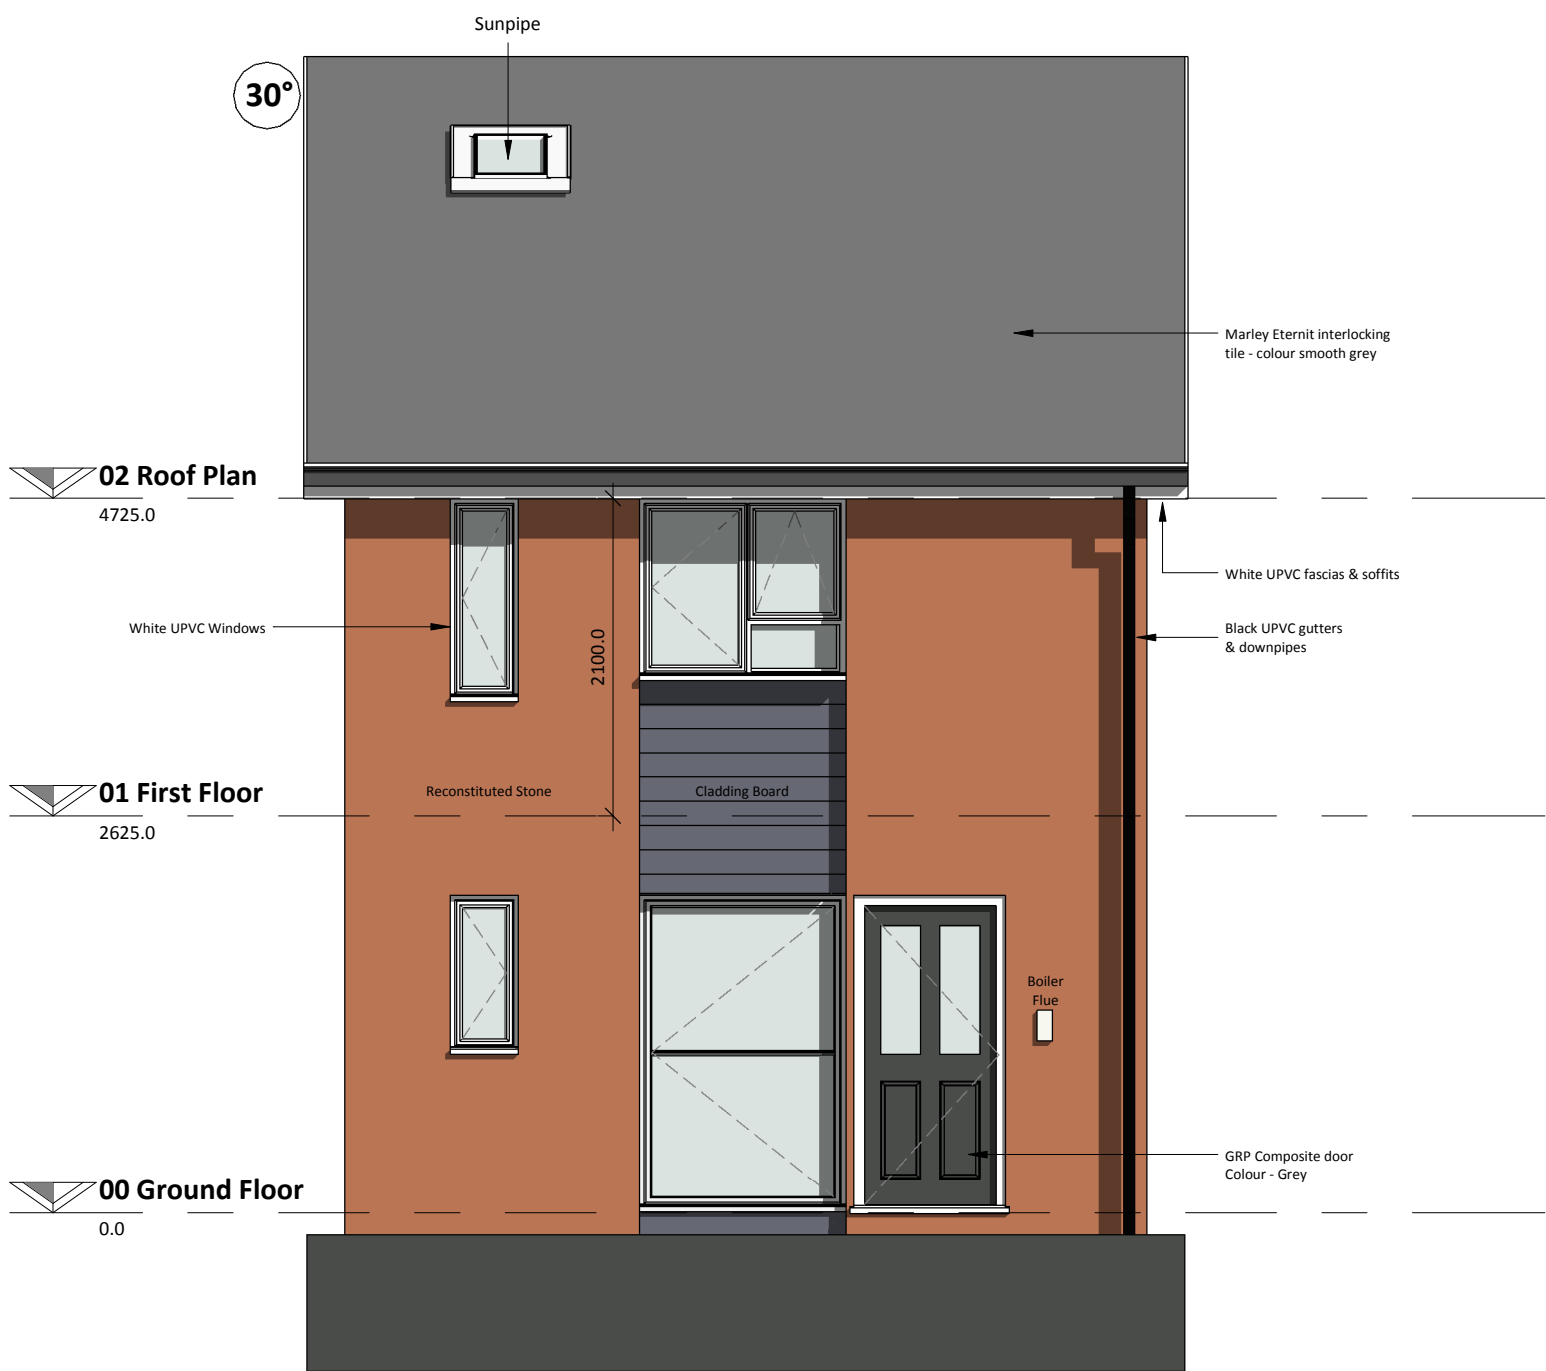 Sunpipe
30°
Marley Eternit interlocking
tile - colour smooth grey
02 Roof Plan
4725.0
White UPVC fascias & soffits
White UPVC Windows
2100.0
Black UPVC gutters
& downpipes
01 First Floor
2625.0
Reconstituted Stone
Cladding Board
Boiler
Flue
GRP Composite door
Colour - Grey
00 Ground Floor
0.0